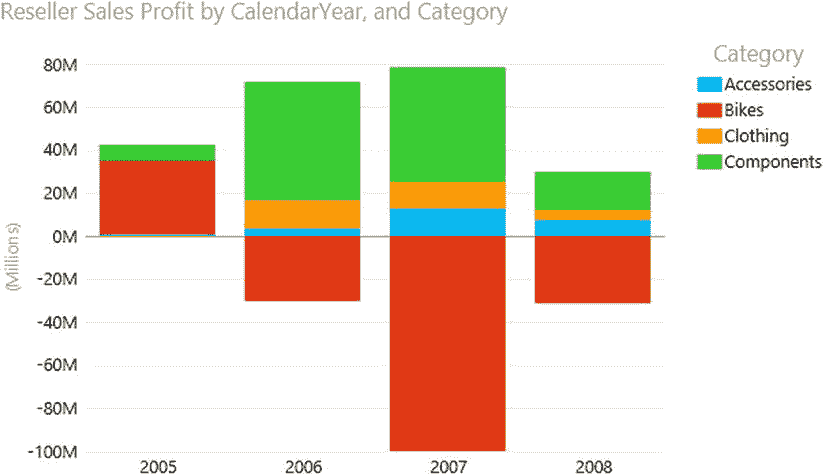 Reseller Sales Profit by CalendarYear, and Category
Category
Accessories
Bikes
Clothing
Components
(Millions)
80M
60M
40M
20M
0M
-20M
-40M
-60M
-80M
-100M
2005 2006 2007 2008